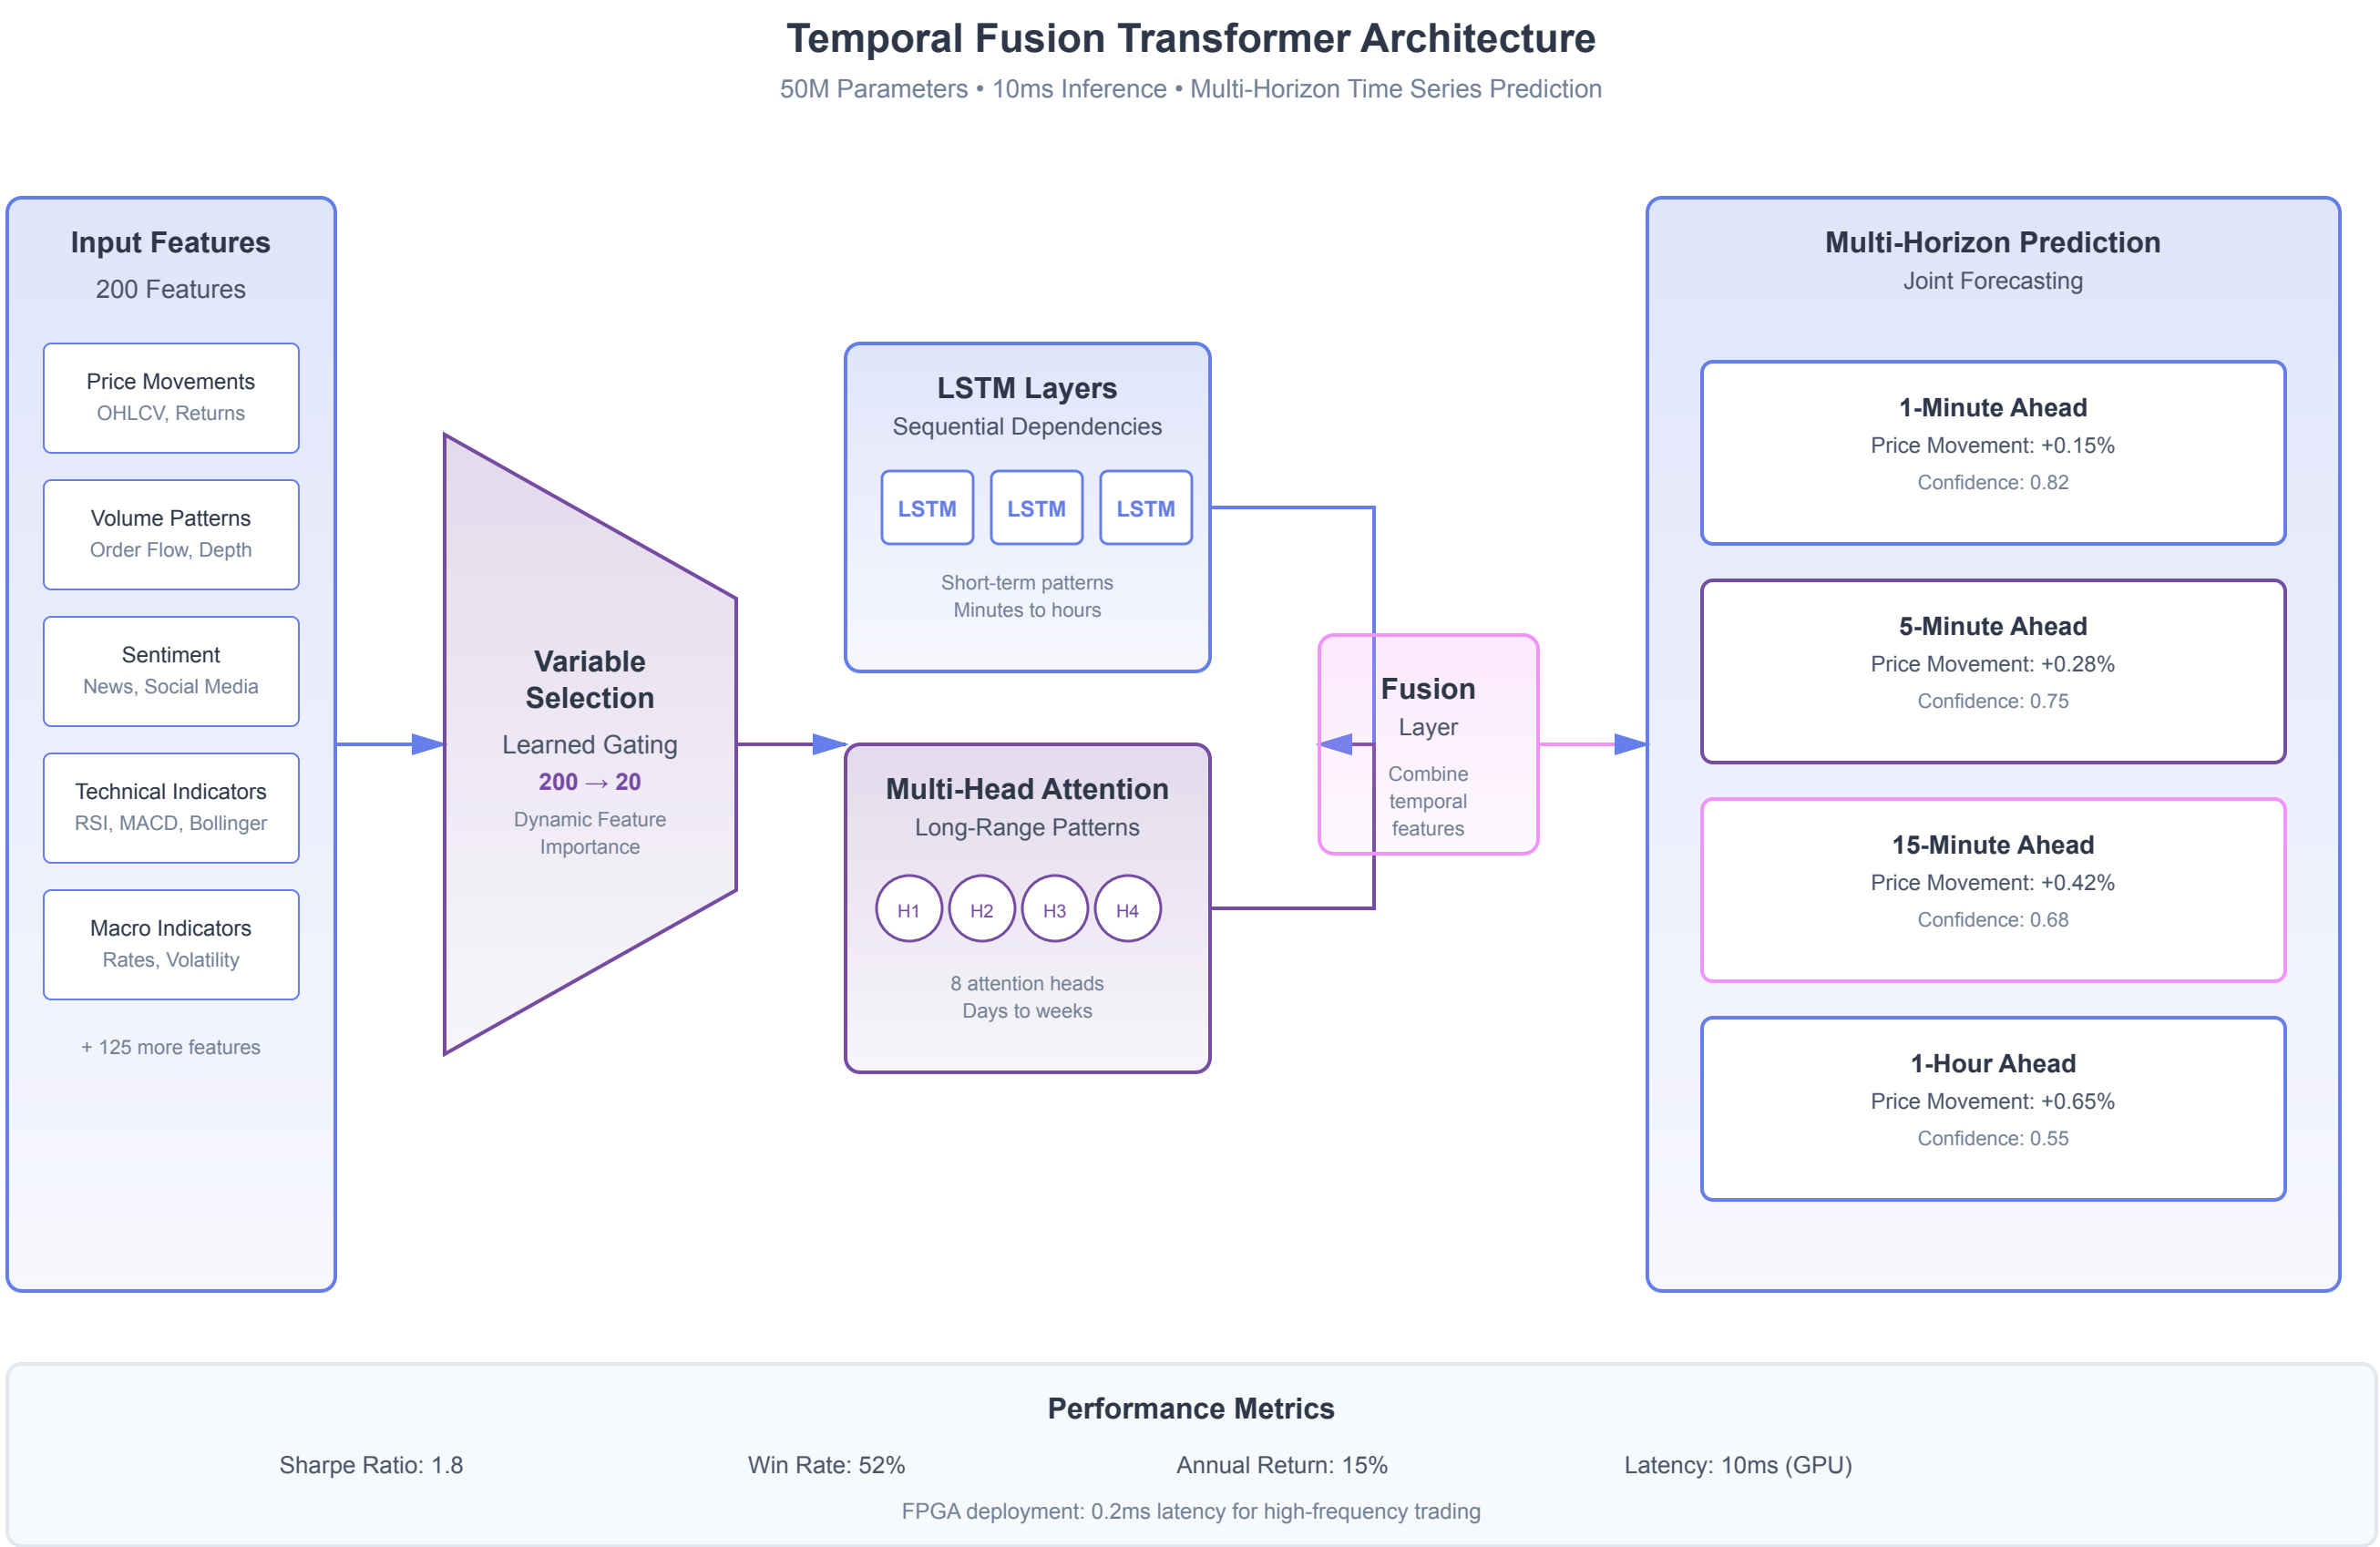 Temporal Fusion Transformer Architecture
50M Parameters • 10ms Inference • Multi-Horizon Time Series Prediction
Input Features
200 Features
Price Movements
OHLCV, Returns
Volume Patterns
Order Flow, Depth
Sentiment
News, Social Media
Technical Indicators
RSI, MACD, Bollinger
Macro Indicators
Rates, Volatility
+ 125 more features
Variable
Selection
Learned Gating
200 → 20
Dynamic Feature
Importance
LSTM Layers
Sequential Dependencies
LSTM LSTM LSTM
Short-term patterns
Minutes to hours
Multi-Head Attention
Long-Range Patterns
H1 H2 H3 H4
8 attention heads
Days to weeks
Fusion
Layer
Combine
temporal
features
Multi-Horizon Prediction
Joint Forecasting
1-Minute Ahead
Price Movement: +0.15%
Confidence: 0.82
5-Minute Ahead
Price Movement: +0.28%
Confidence: 0.75
15-Minute Ahead
Price Movement: +0.42%
Confidence: 0.68
1-Hour Ahead
Price Movement: +0.65%
Confidence: 0.55
Performance Metrics
Sharpe Ratio: 1.8 Win Rate: 52% Annual Return: 15% Latency: 10ms (GPU)
FPGA deployment: 0.2ms latency for high-frequency trading